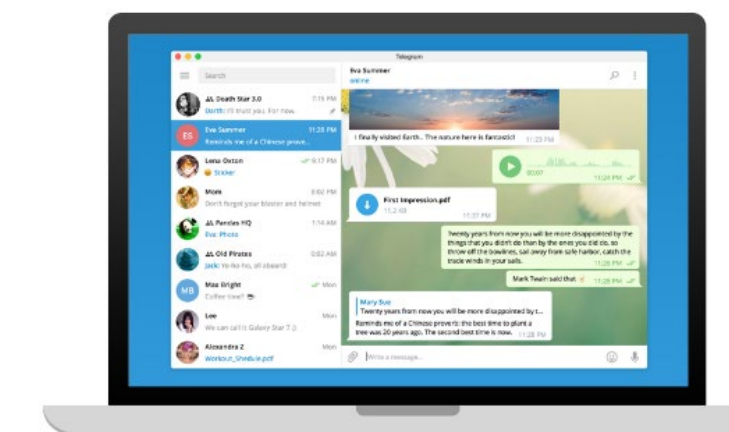 Telegram
Search
Death Star 3.0 7:15 PM
Darth: I'll trust you. For now.
ES
Eva Summer 11:28 PM
Reminds me of a Chinese prove...
Lena Oxton 9:17 PM
Sticker
Mom 8:02 PM
Don't forget your blaster and helmet
Pandas HQ 1:14 AM
Eva: Photo
Old Pirates 0:02 AM
Jack: Yo-ho-ho, all aboard!
MB
Max Bright Mon
Coffee time?
Lee Mon
We can call it Galaxy Star 7 ;)
Alexandra Z Mon
Workout_Shedule.pdf
Eva Summer
online
I finally visited Earth.. The nature here is fantastic! 11:23 PM
00:07
11:24 PM
First Impression.pdf
11,2 KB
11:27 PM
Twenty years from now you will be more disappointed by the
things that you didn't do than by the ones you did do, so
throw off the bowlines, sail away from safe harbor, catch the
trade winds in your sails.
11:28 PM
Mark Twain said that 11:28 PM
Mary Sue
Twenty years from now you will be more disappointed by t...
Reminds me of a Chinese proverb: the best time to plant a
tree was 20 years ago. The second best time is now. 11:28 PM
Write a message...